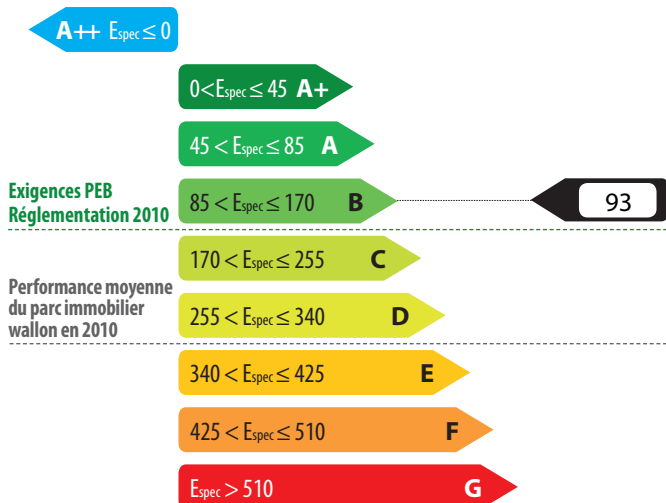 A++ Espec ≤ 0
0<Espec ≤ 45 A+
45 < Espec ≤ 85 A
Exigences PEB
Réglementation 2010
85 < Espec ≤ 170 B
93
170 < Espec ≤ 255 C
Performance moyenne
du parc immobilier
wallon en 2010
255 < Espec ≤ 340 D
340 < Espec ≤ 425 E
425 < Espec ≤ 510 F
Espec > 510 G